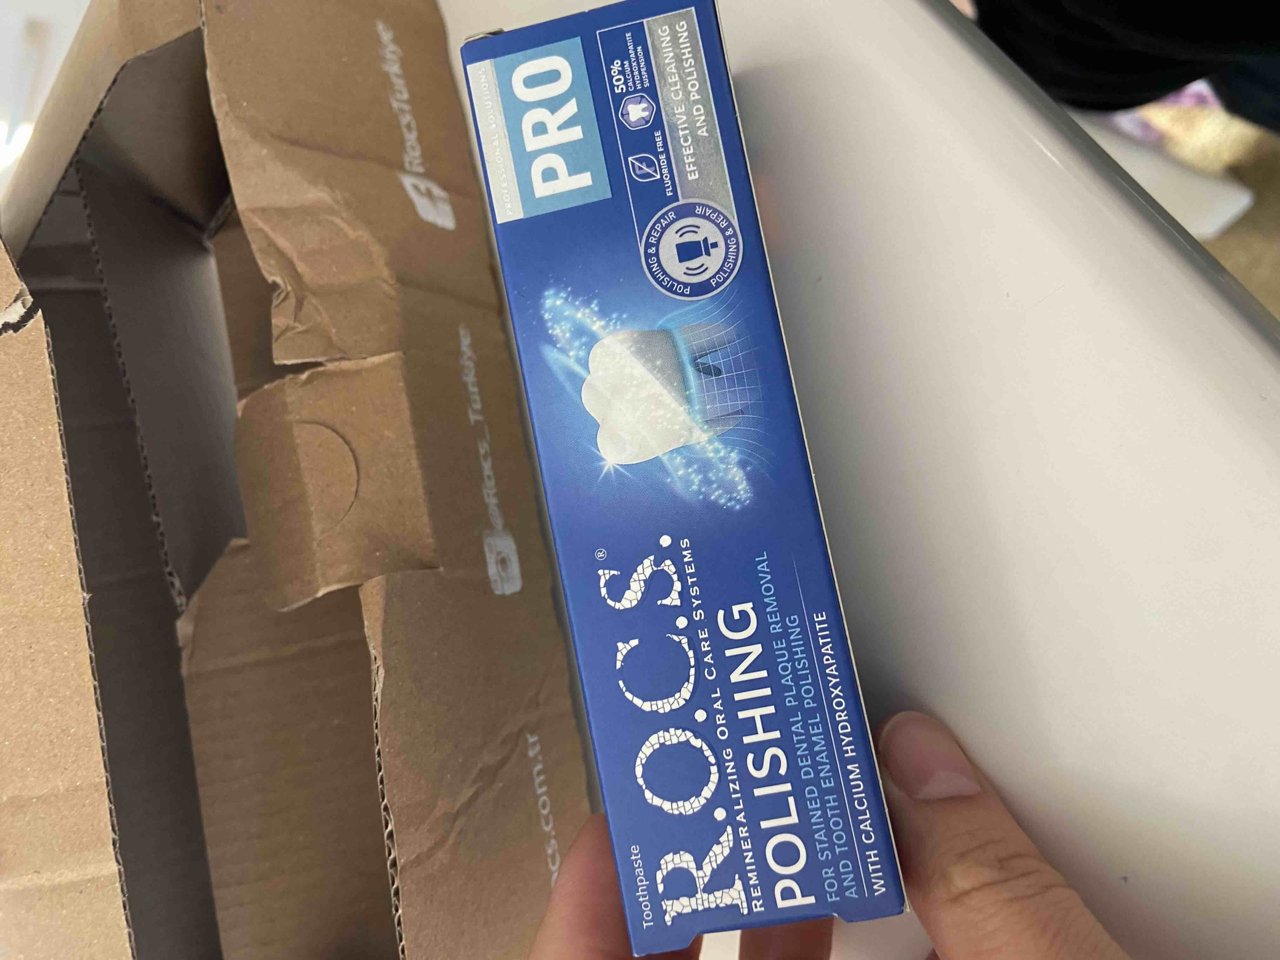 Toothpaste
R.O.C.S.®
REMINERALIZING ORAL CARE SYSTEMS
POLISHING
FOR STAINED DENTAL PLAQUE REMOVAL
AND TOOTH ENAMEL POLISHING
WITH CALCIUM HYDROXYAPATITE
PROFESSIONAL SOLUTIONS
PRO
FLUORIDE FREE
50%
CALCIUM
HYDROXYAPATITE
SUSPENSION
EFFECTIVE CLEANING
AND POLISHING
POLISHING & REPAIR
POLISHING & REPAIR
RocsTurkiye
Rocs_Turkiye
cs.com.tr